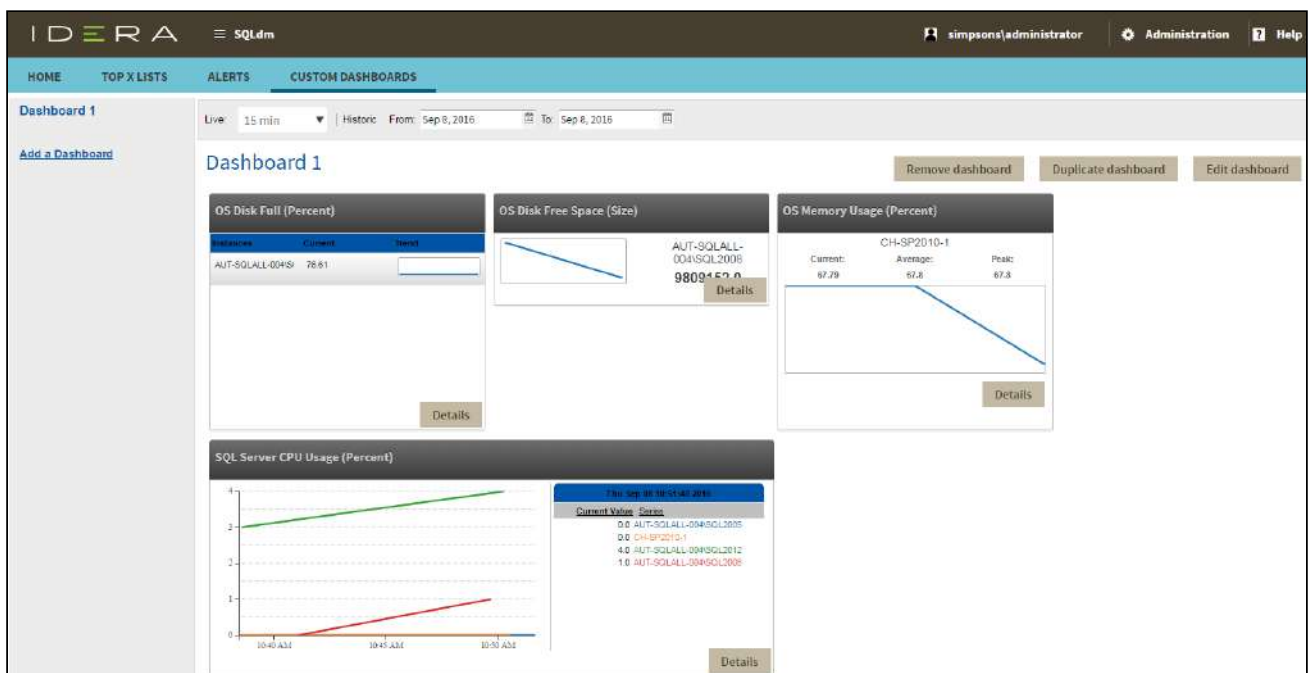 IDERA
SQLdm
simpsons\administrator
Administration
? Help
HOME TOP X LISTS ALERTS CUSTOM DASHBOARDS
Dashboard 1
Add a Dashboard
Live: 15 min | Historic From: Sep 8, 2016 To: Sep 8, 2016
Dashboard 1
Remove dashboard
Duplicate dashboard
Edit dashboard
OS Disk Full (Percent)
Instances Current Trend
AUT-SQLALL-004\S 78.61
Details
OS Disk Free Space (Size)
AUT-SQLALL-
004\SQL2008
9809152.0
Details
OS Memory Usage (Percent)
CH-SP2010-1
Current: Average: Peak:
67.79 67.8 67.8
Details
SQL Server CPU Usage (Percent)
4
3
2
1
0
10:40 AM 10:45 AM 10:50 AM
Thu Sep 08 2016
Current Value Series
0.0 AUT-SQLALL-004\SQL2005
0.0 CH-SP2010-1
4.0 AUT-SQLALL-004\SQL2012
1.0 AUT-SQLALL-004\SQL2008
Details